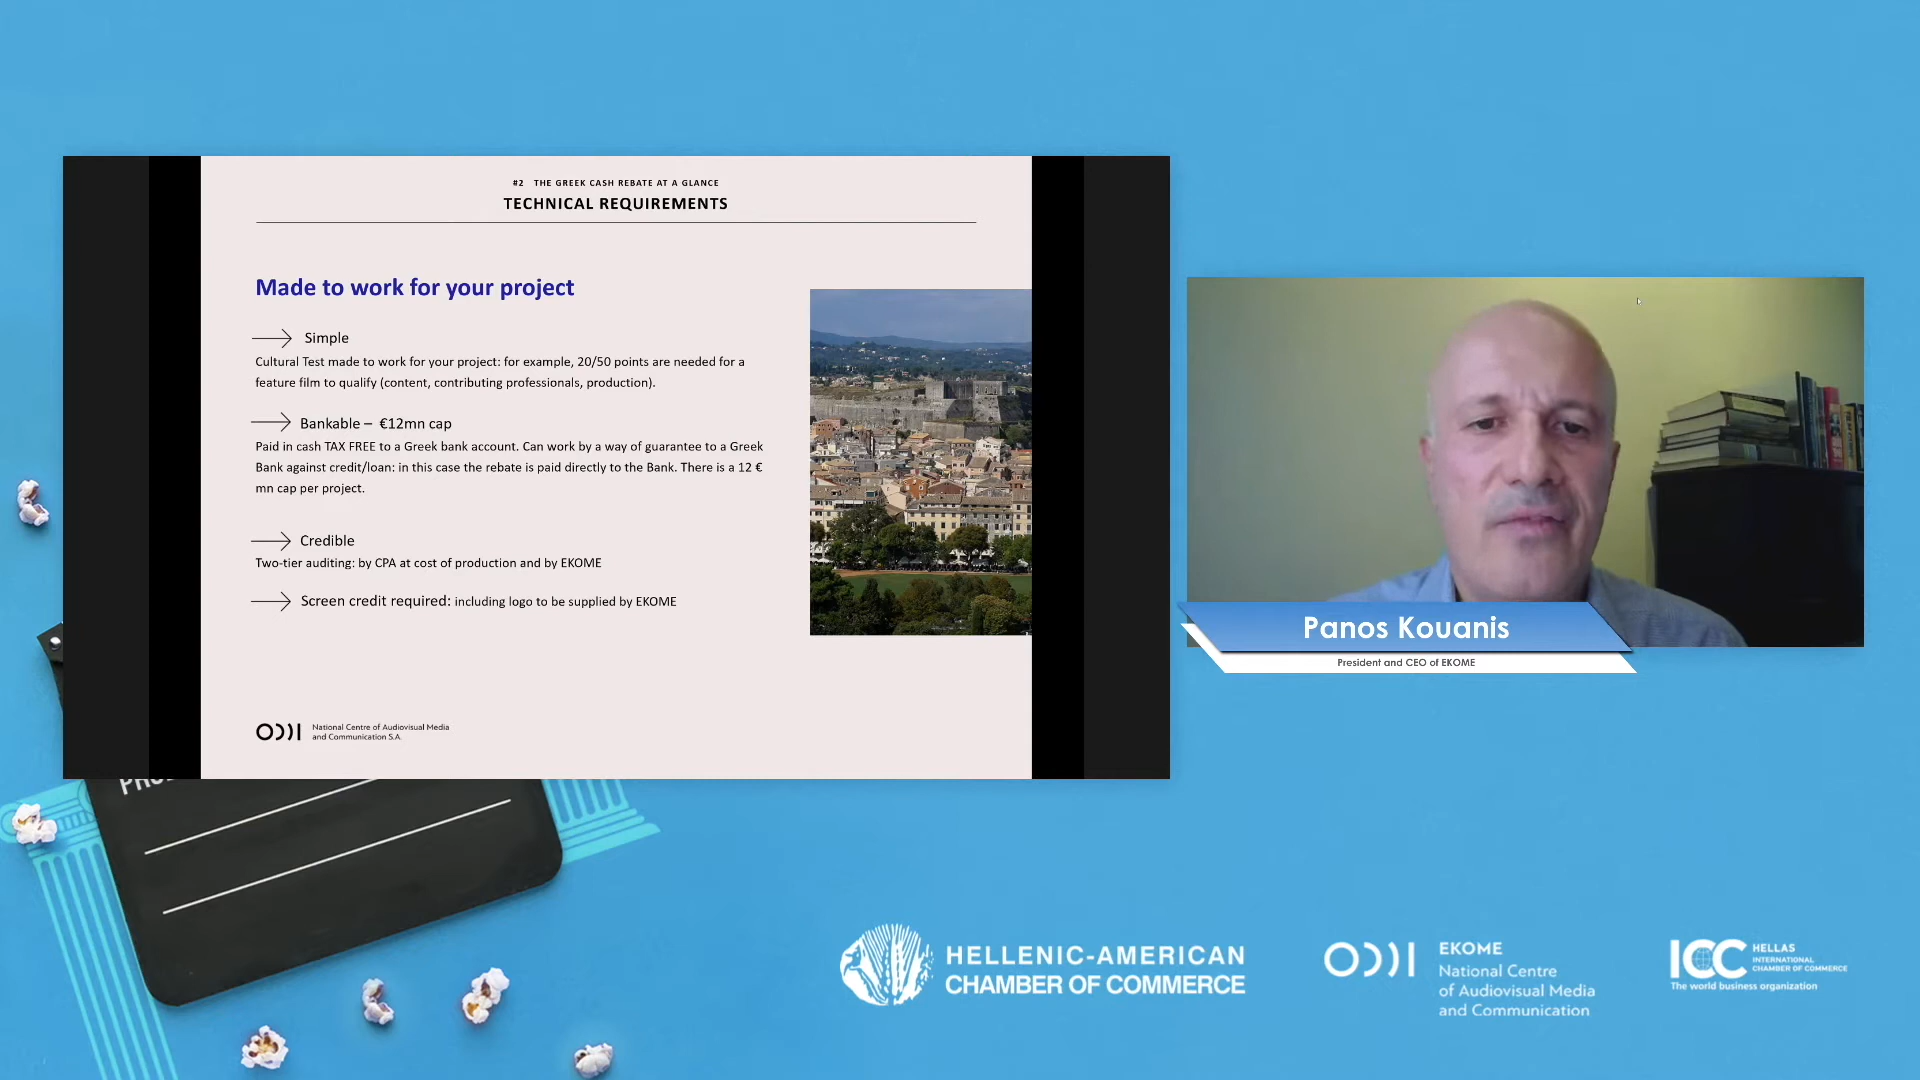 #2 THE GREEK CASH REBATE AT A GLANCE
TECHNICAL REQUIREMENTS
Made to work for your project
Simple
Cultural Test made to work for your project: for example, 20/50 points are needed for a
feature film to qualify (content, contributing professionals, production).
Bankable – €12mn cap
Paid in cash TAX FREE to a Greek bank account. Can work by a way of guarantee to a Greek
Bank against credit/loan: in this case the rebate is paid directly to the Bank. There is a 12 €
mn cap per project.
Credible
Two-tier auditing: by CPA at cost of production and by EKOME
Screen credit required: including logo to be supplied by EKOME
National Centre of Audiovisual Media
and Communication S.A.
Panos Kouanis
President and CEO of EKOME
HELLENIC-AMERICAN
CHAMBER OF COMMERCE
EKOME
National Centre
of Audiovisual Media
and Communication
ICC HELLAS
INTERNATIONAL
CHAMBER OF COMMERCE
The world business organization